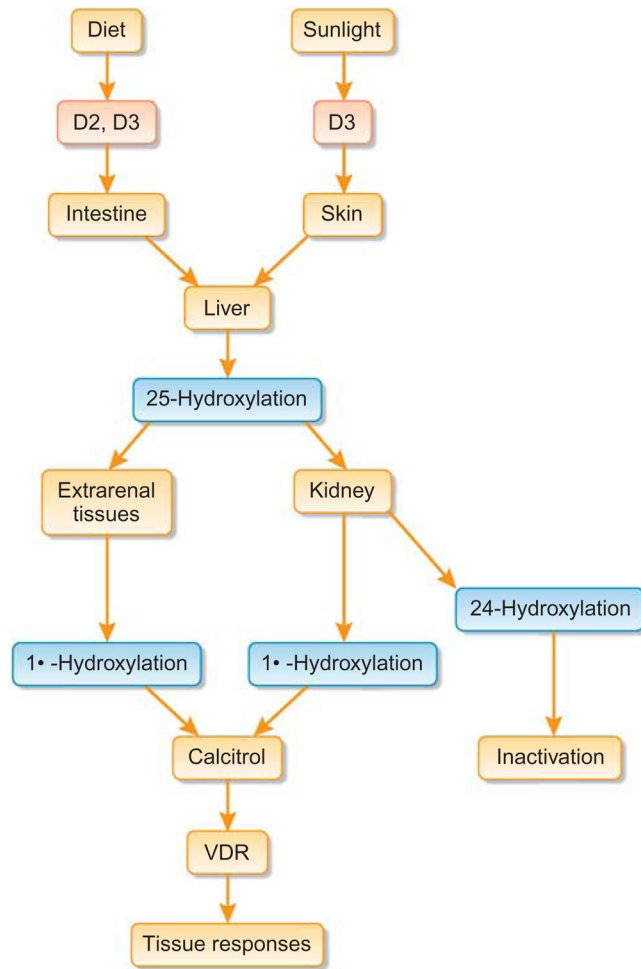 Diet
Sunlight
D2, D3
D3
Intestine
Skin
Liver
25-Hydroxylation
Extrarenal
tissues
Kidney
24-Hydroxylation
1• -Hydroxylation
1• -Hydroxylation
Calcitrol
Inactivation
VDR
Tissue responses